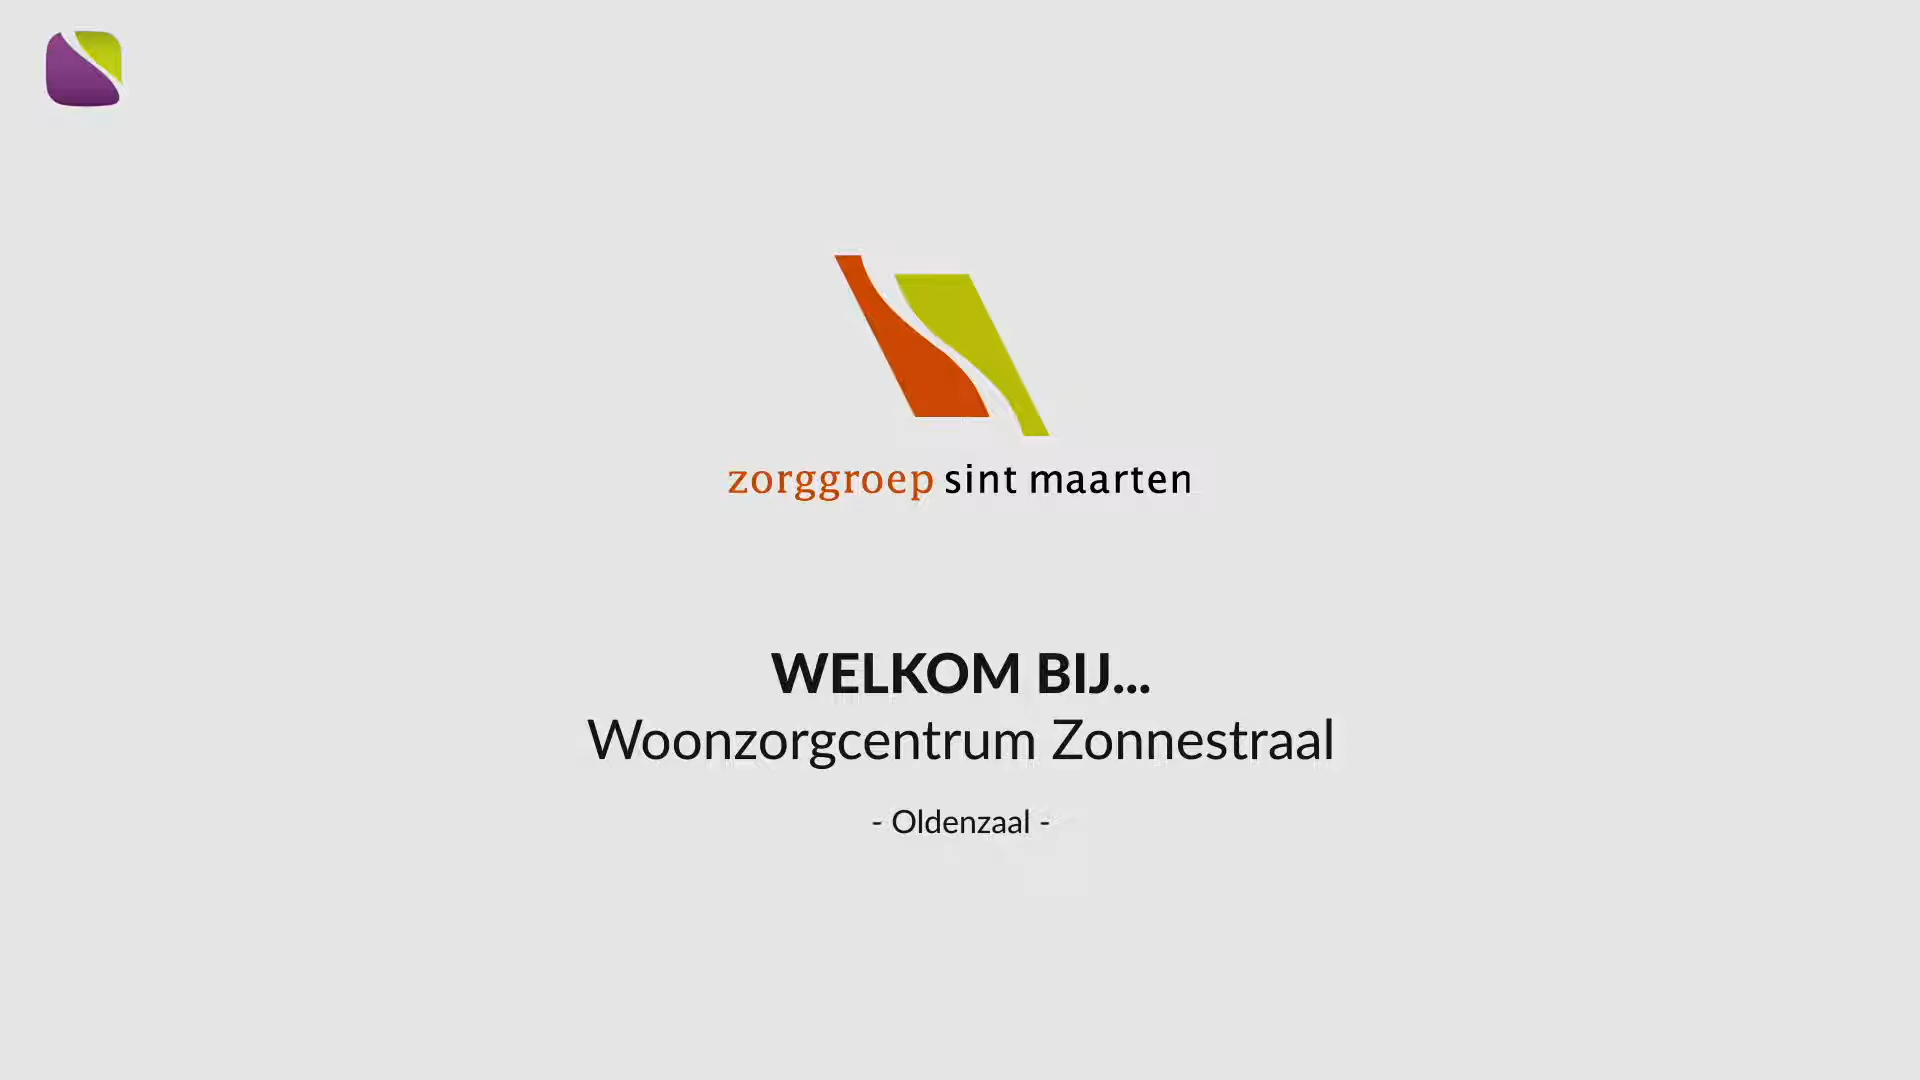 zorggroep sint maarten
WELKOM BIJ...
Woonzorgcentrum Zonnestraal
- Oldenzaal -